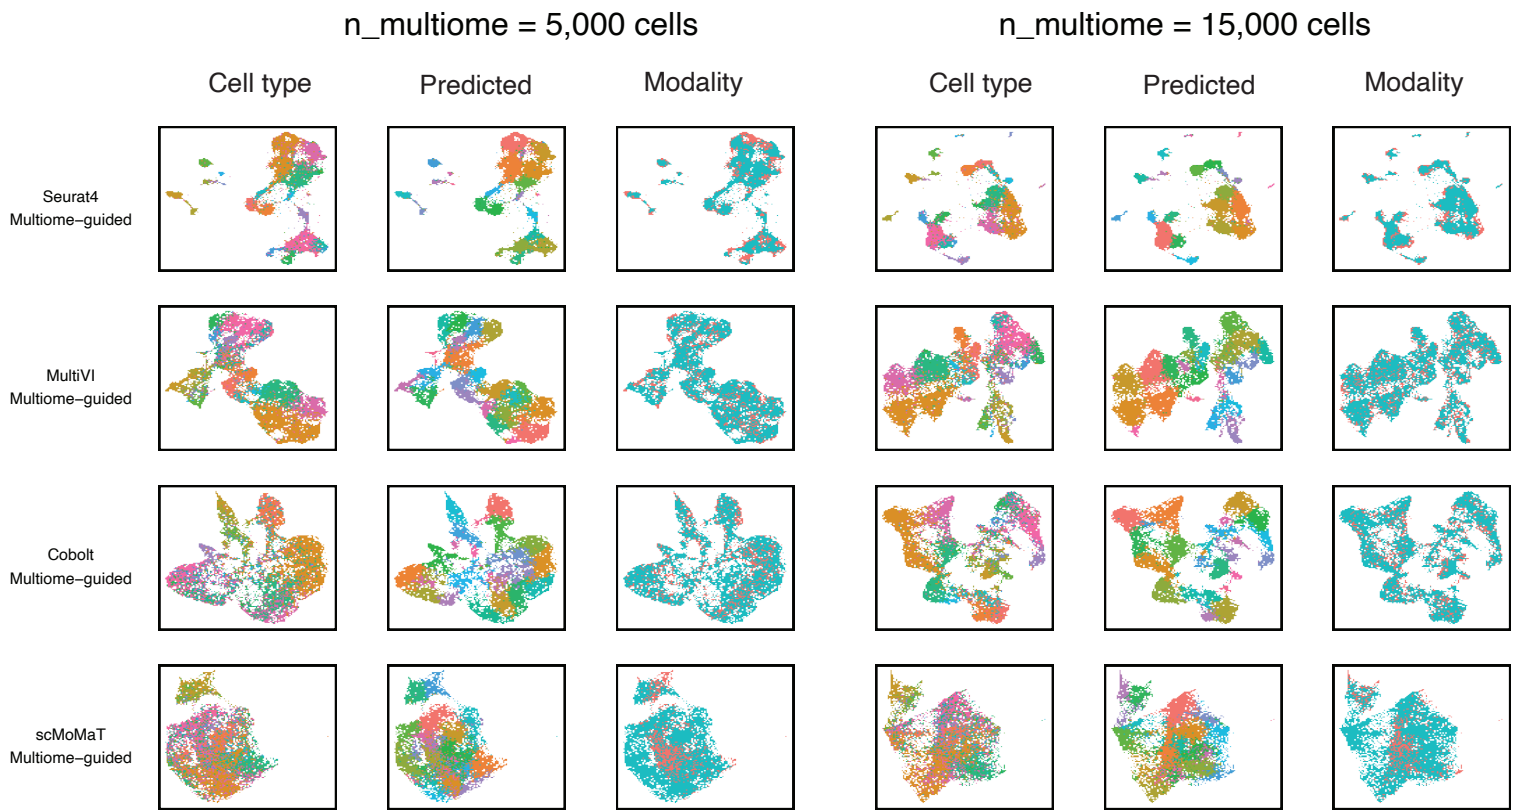 n_multiome = 5,000 cells
n_multiome = 15,000 cells
Cell type
Predicted
Modality
Cell type
Predicted
Modality
Seurat4
Multiome−guided
MultiVI
Multiome−guided
Cobolt
Multiome−guided
scMoMaT
Multiome−guided